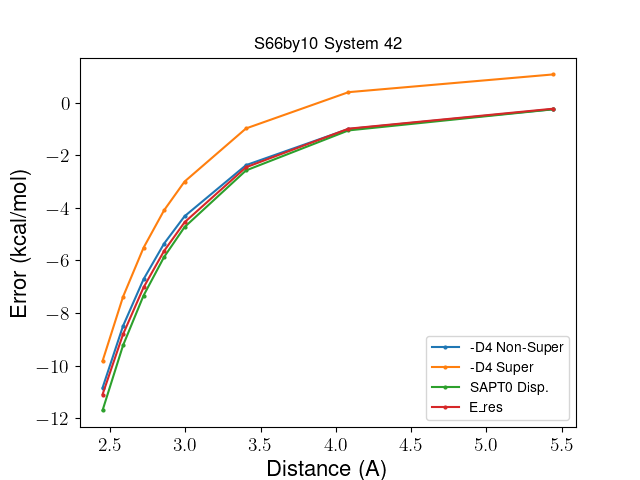 S66by10 System 42
Error (kcal/mol)
0
−2
−4
−6
−8
−10
−12
2.5 3.0 3.5 4.0 4.5 5.0 5.5
Distance (A)
-D4 Non-Super
-D4 Super
SAPT0 Disp.
E_res